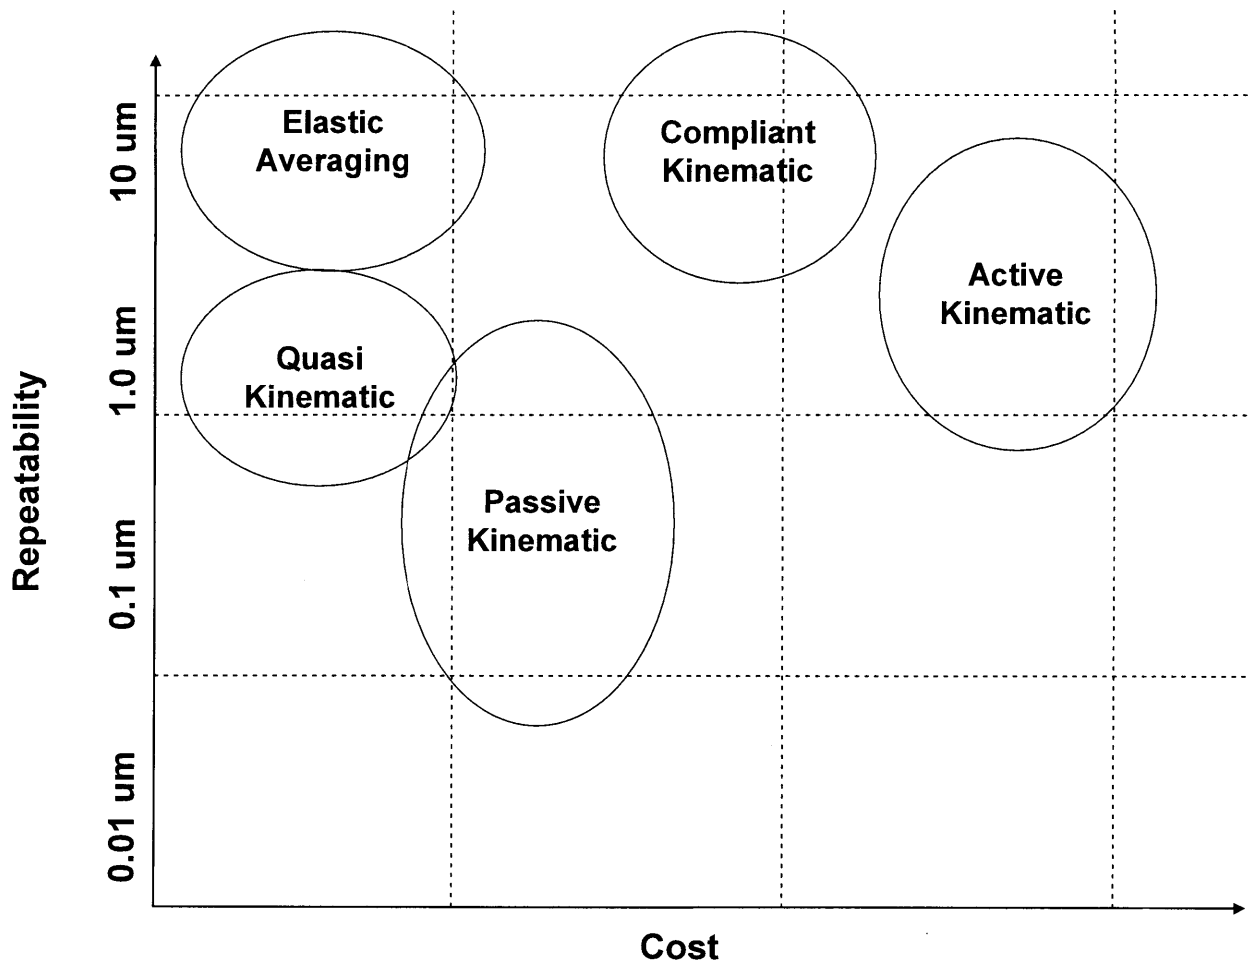 Elastic
Averaging
Compliant
Kinematic
Active
Kinematic
Quasi
Kinematic
Passive
Kinematic
Repeatability
10 um
1.0 um
0.1 um
0.01 um
Cost